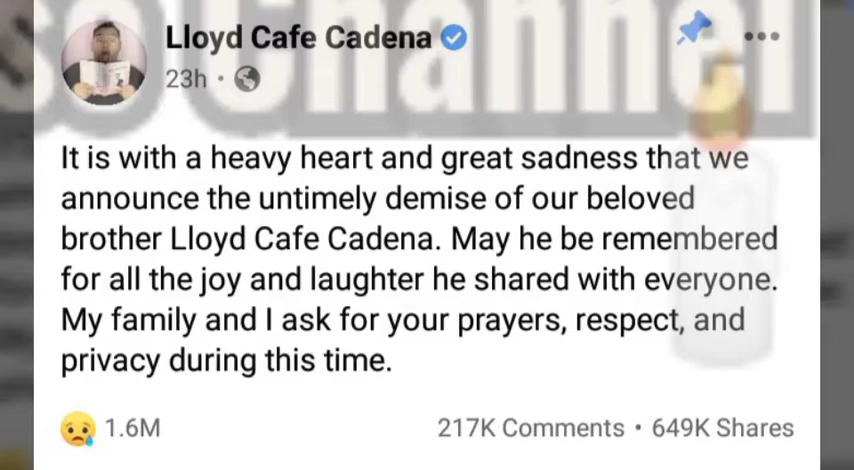 Channel
Lloyd Cafe Cadena
23h •
It is with a heavy heart and great sadness that we
announce the untimely demise of our beloved
brother Lloyd Cafe Cadena. May he be remembered
for all the joy and laughter he shared with everyone.
My family and I ask for your prayers, respect, and
privacy during this time.
1.6M
217K Comments • 649K Shares